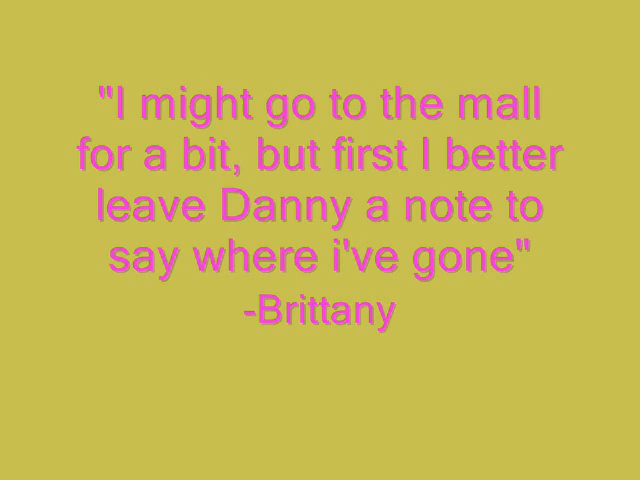 "I might go to the mall
for a bit, but first I better
leave Danny a note to
say where i've gone"
-Brittany